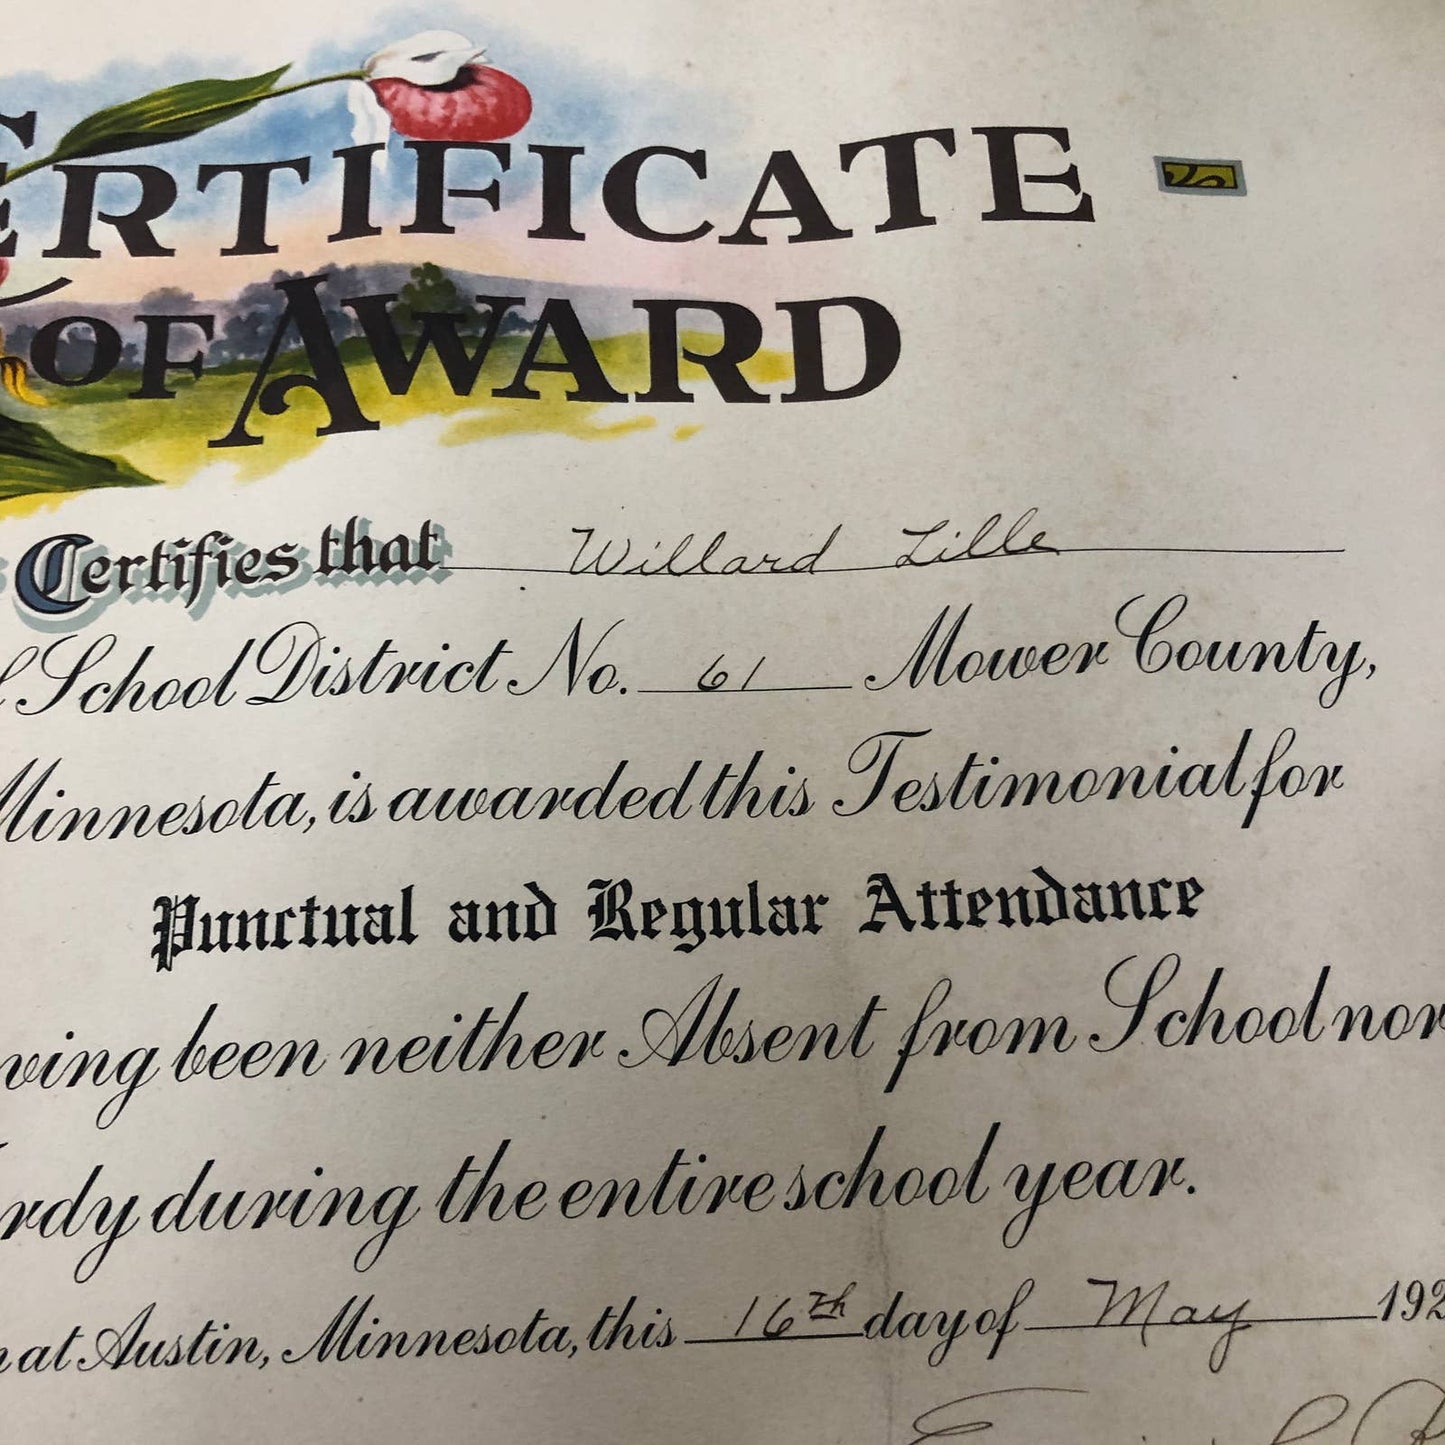 CERTIFICATE
OF AWARD
Certifies that Willard Lille
School District No. 61 Mower County,
Minnesota, is awarded this Testimonial for
Punctual and Regular Attendance
ving been neither Absent from School nor
rdy during the entire school year.
at Austin, Minnesota, this 16th day of May 192